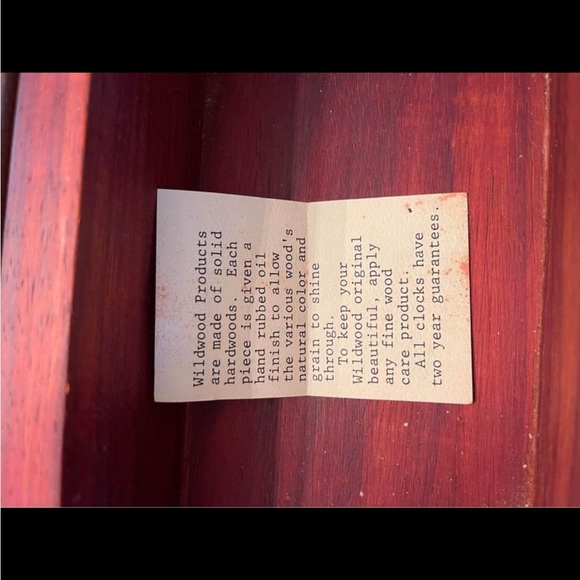 Wildwood Products
are made of solid
hardwoods.  Each
piece is given a
hand rubbed oil
finish to allow
the various wood's
natural color and
grain to shine
through.
To keep your
Wildwood original
beautiful, apply
any fine wood
care product.
All clocks have
two year guarantees.